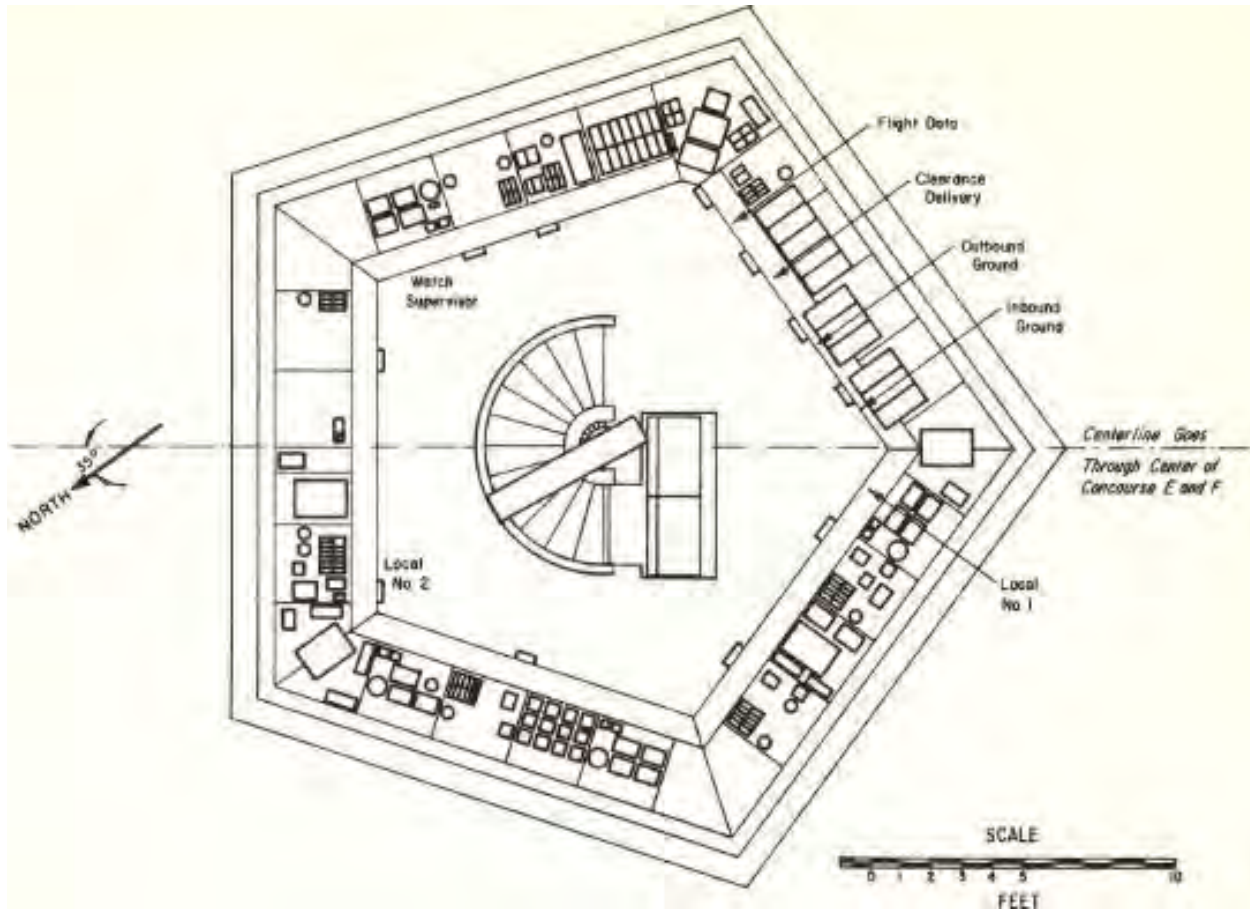 Flight Data
Clearance
Delivery
Outbound
Ground
Inbound
Ground
Watch
Supervisor
35°
NORTH
Centerline Goes
Through Center of
Concourse E and F
Local
No. 2
Local
No. 1
SCALE
0 1 2 3 4 5 10
FEET